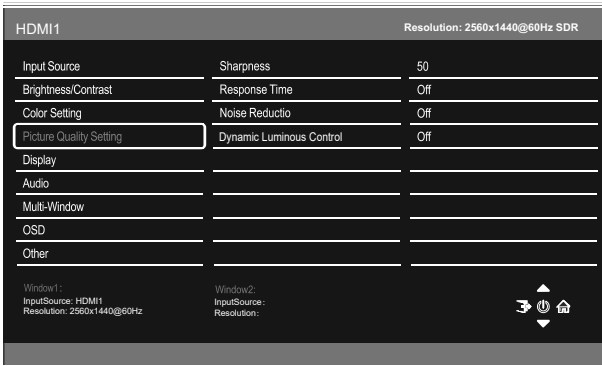 HDMI1 Resolution: 2560x1440@60Hz SDR
Input Source Sharpness 50
Brightness/Contrast Response Time Off
Color Setting Noise Reductio Off
Picture Quality Setting Dynamic Luminous Control Off
Display
Audio
Multi-Window
OSD
Other
Window1: Window2:
InputSource: HDMI1 InputSource:
Resolution: 2560x1440@60Hz Resolution: